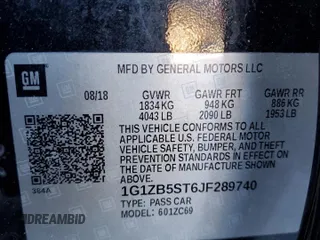 GM
MFD BY GENERAL MOTORS LLC
08/18 GVWR GAWR FRT GAWR RR
1834 KG 948 KG 886 KG
4043 LB 2090 LB 1953 LB
THIS VEHICLE CONFORMS TO ALL
APPLICABLE U.S. FEDERAL MOTOR
VEHICLE SAFETY, BUMPER, AND
THEFT PREVENTION STANDARDS IN
EFFECT ON THE DATE OF
MANUFACTURE SHOWN ABOVE.
384A
1G1ZB5ST6JF289740
TYPE: PASS CAR
MODEL: 601ZC69
IDREAMBID